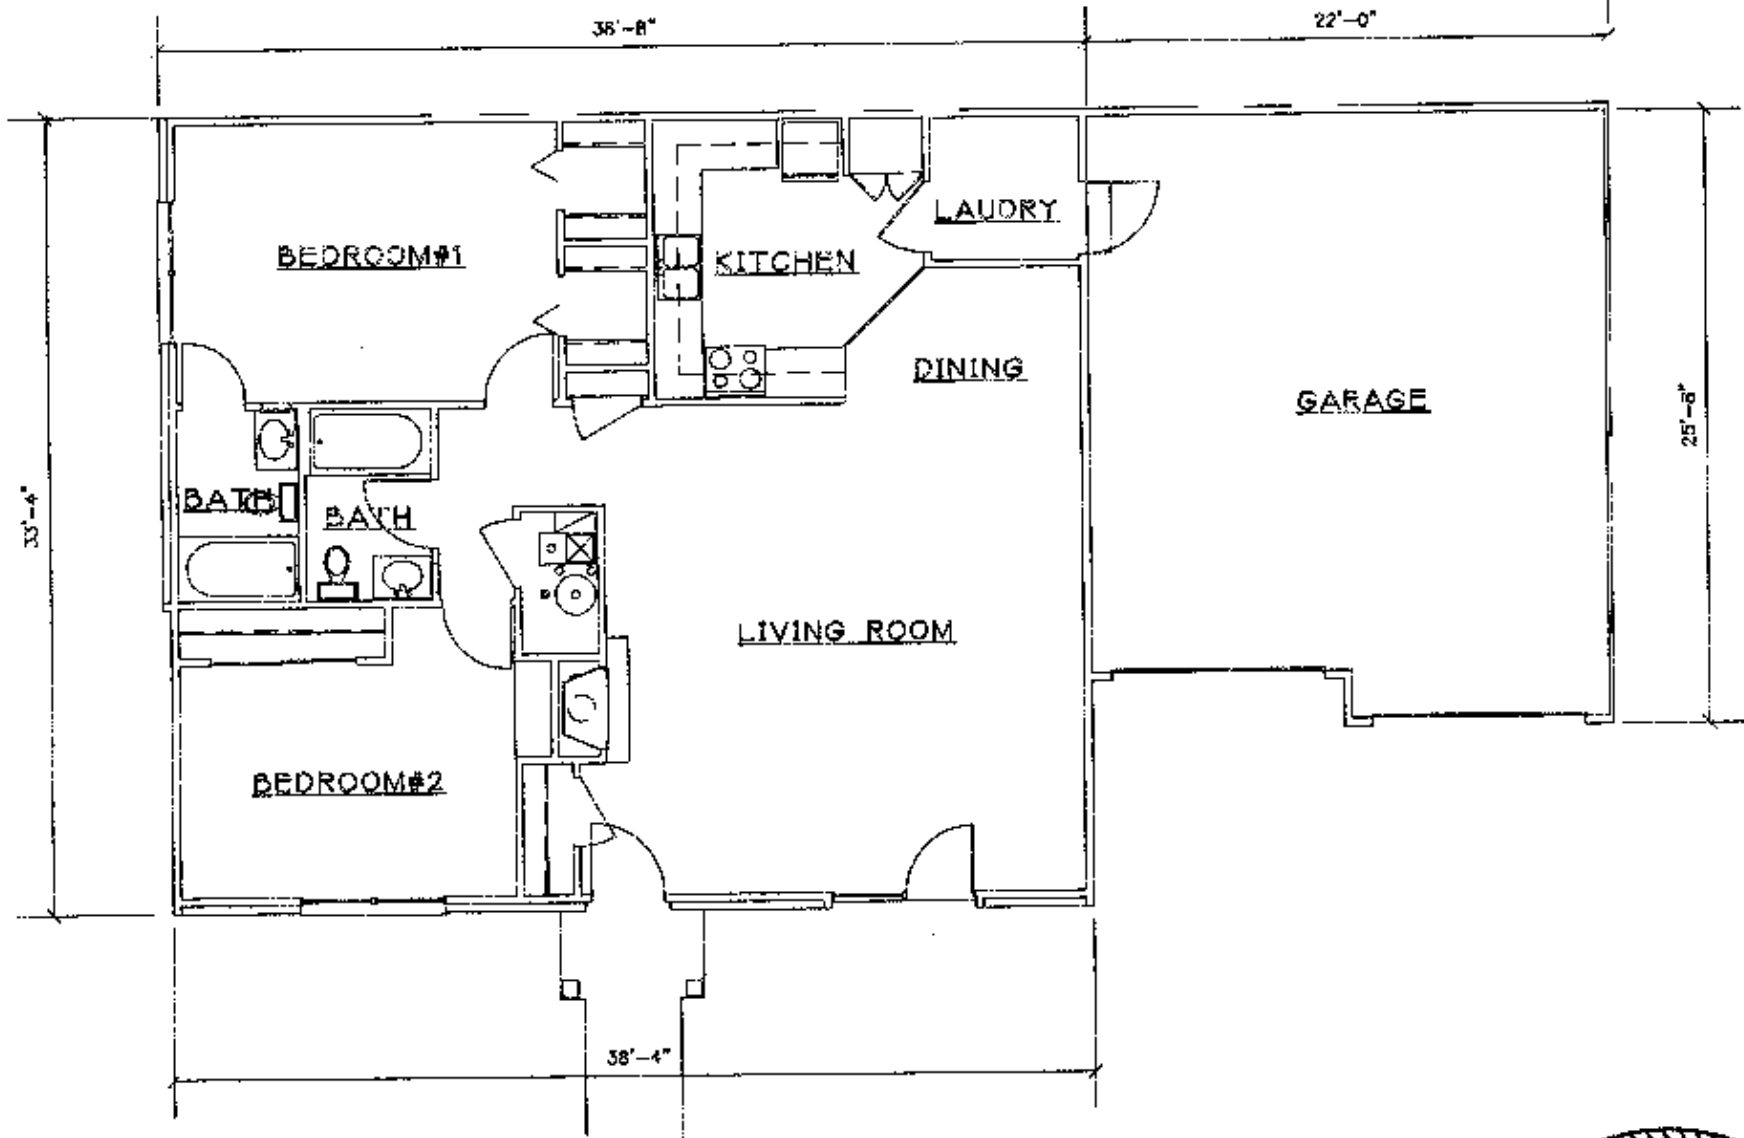 38'-8"
22'-0"
LAUDRY
BEDROOM#1
KITCHEN
DINING
GARAGE
25'-8"
33'-4"
BATH
BATH
LIVING ROOM
BEDROOM#2
38'-4"